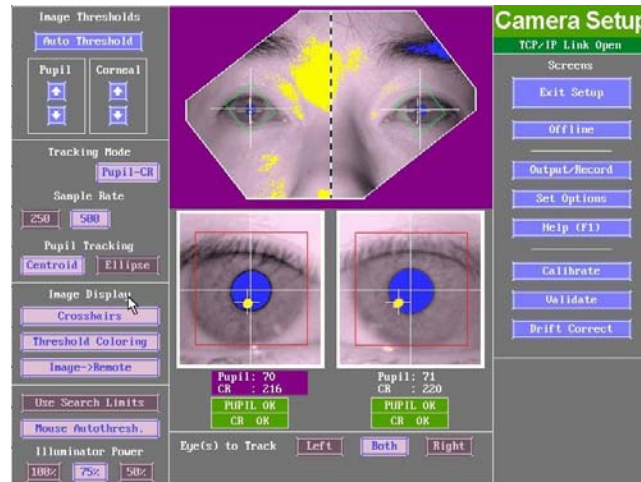 Image Thresholds
Auto Threshold
Pupil
Corneal
Tracking Mode
Pupil-CR
Sample Rate
250
500
Pupil Tracking
Centroid
Ellipse
Image Display
Crosshairs
Threshold Coloring
Image->Remote
Use Search Limits
Mouse Autothresh.
Illuminator Power
100%
75%
50%
Pupil: 70
CR : 216
PUPIL OK
CR OK
Pupil: 71
CR : 220
PUPIL OK
CR OK
Eye(s) to Track
Left
Both
Right
Camera Setup
TCP/IP Link Open
Screens
Exit Setup
Offline
Output/Record
Set Options
Help (F1)
Calibrate
Validate
Drift Correct